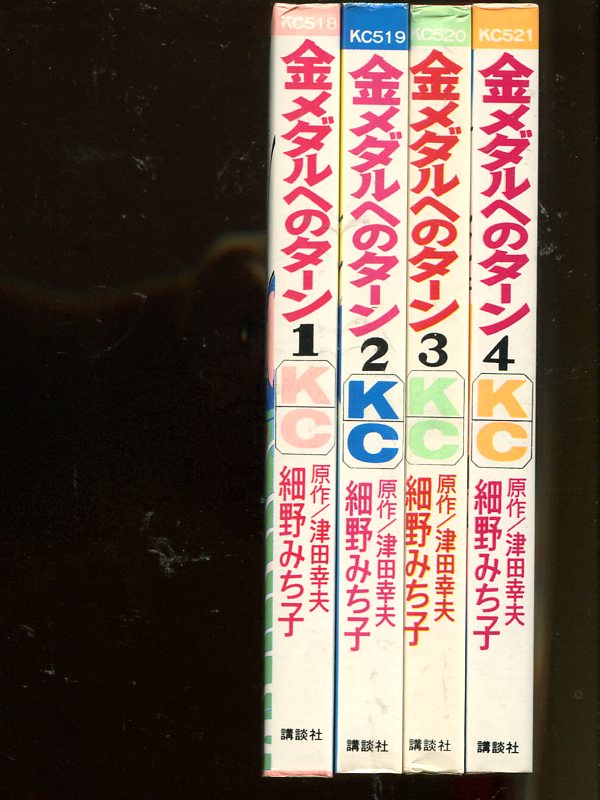 KC518
金メダルへのターン
1
KC
原作/津田幸夫
細野みち子
講談社
KC519
金メダルへのターン
2
KC
原作/津田幸夫
細野みち子
講談社
KC520
金メダルへのターン
3
KC
原作/津田幸夫
細野みち子
講談社
KC521
金メダルへのターン
4
KC
原作/津田幸夫
細野みち子
講談社